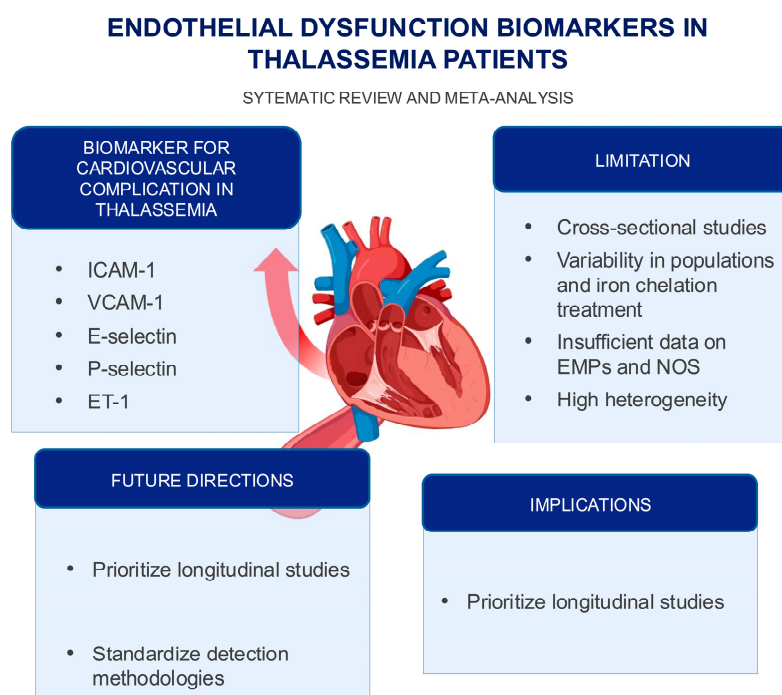 ENDOTHELIAL DYSFUNCTION BIOMARKERS IN
THALASSEMIA PATIENTS
SYTEMATIC REVIEW AND META-ANALYSIS
BIOMARKER FOR
CARDIOVASCULAR
COMPLICATION IN
THALASSEMIA
• ICAM-1
• VCAM-1
• E-selectin
• P-selectin
• ET-1
LIMITATION
• Cross-sectional studies
• Variability in populations
and iron chelation
treatment
• Insufficient data on
EMPs and NOS
• High heterogeneity
FUTURE DIRECTIONS
• Prioritize longitudinal studies
• Standardize detection
methodologies
IMPLICATIONS
• Prioritize longitudinal studies